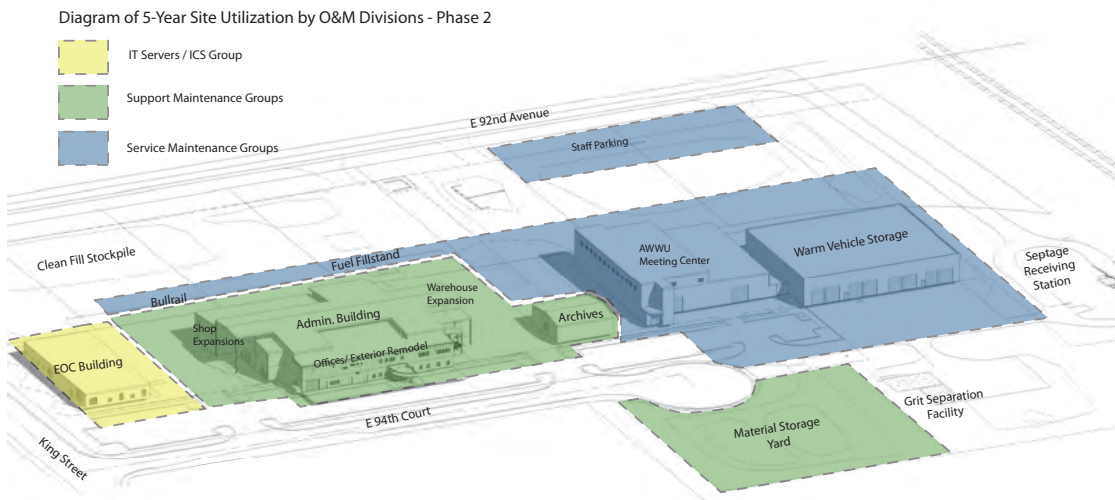 Diagram of 5-Year Site Utilization by O&M Divisions - Phase 2
IT Servers / ICS Group
Support Maintenance Groups
Service Maintenance Groups
E 92nd Avenue
Staff Parking
Clean Fill Stockpile
Fuel Fillstand
AWWU
Meeting Center
Warm Vehicle Storage
Septage
Receiving
Station
Bullrail
Warehouse
Expansion
Shop
Expansions
Admin. Building
Archives
Offices/ Exterior Remodel
EOC Building
E 94th Court
Grit Separation
Facility
Material Storage
Yard
King Street